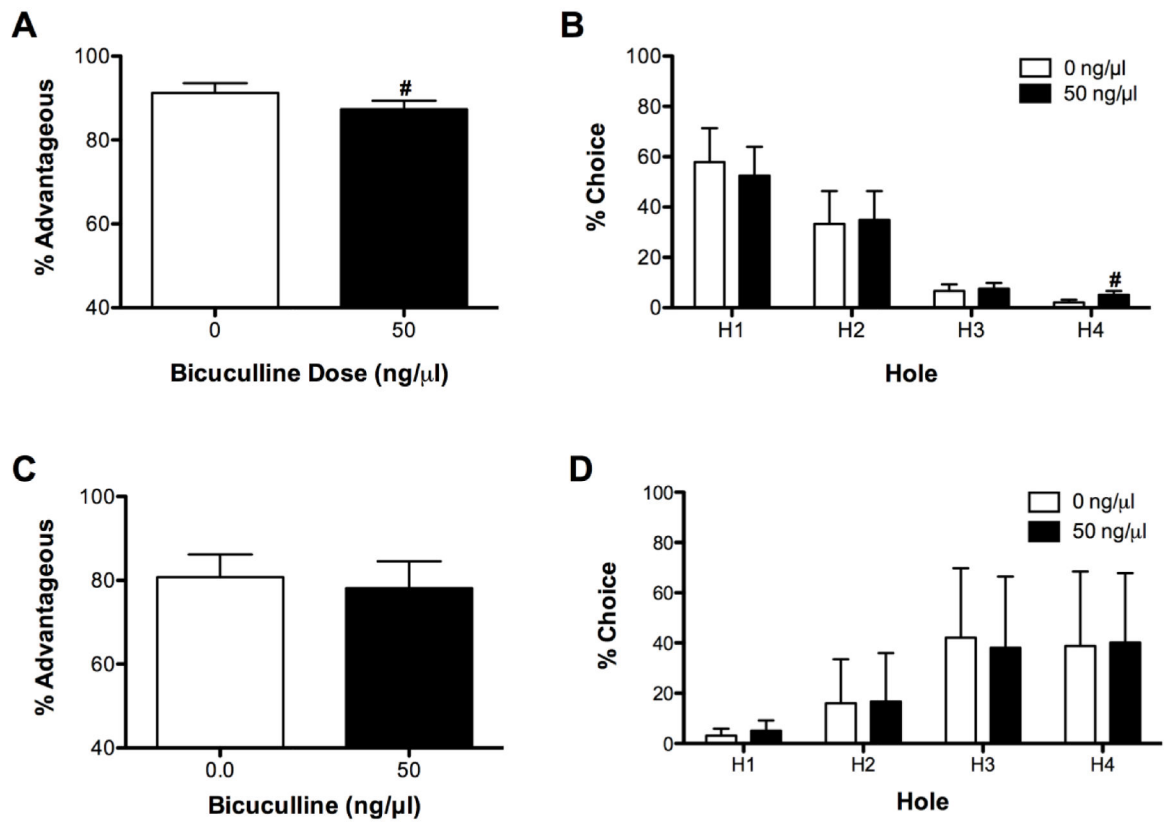 A
% Advantageous
100
80
60
40
#
0
50
Bicuculline Dose (ng/μl)
B
% Choice
100
80
60
40
20
0
0 ng/μl
50 ng/μl
#
H1
H2
H3
H4
Hole
C
% Advantageous
100
80
60
40
0.0
50
Bicuculline (ng/μl)
D
% Choice
100
80
60
40
20
0
0 ng/μl
50 ng/μl
H1
H2
H3
H4
Hole